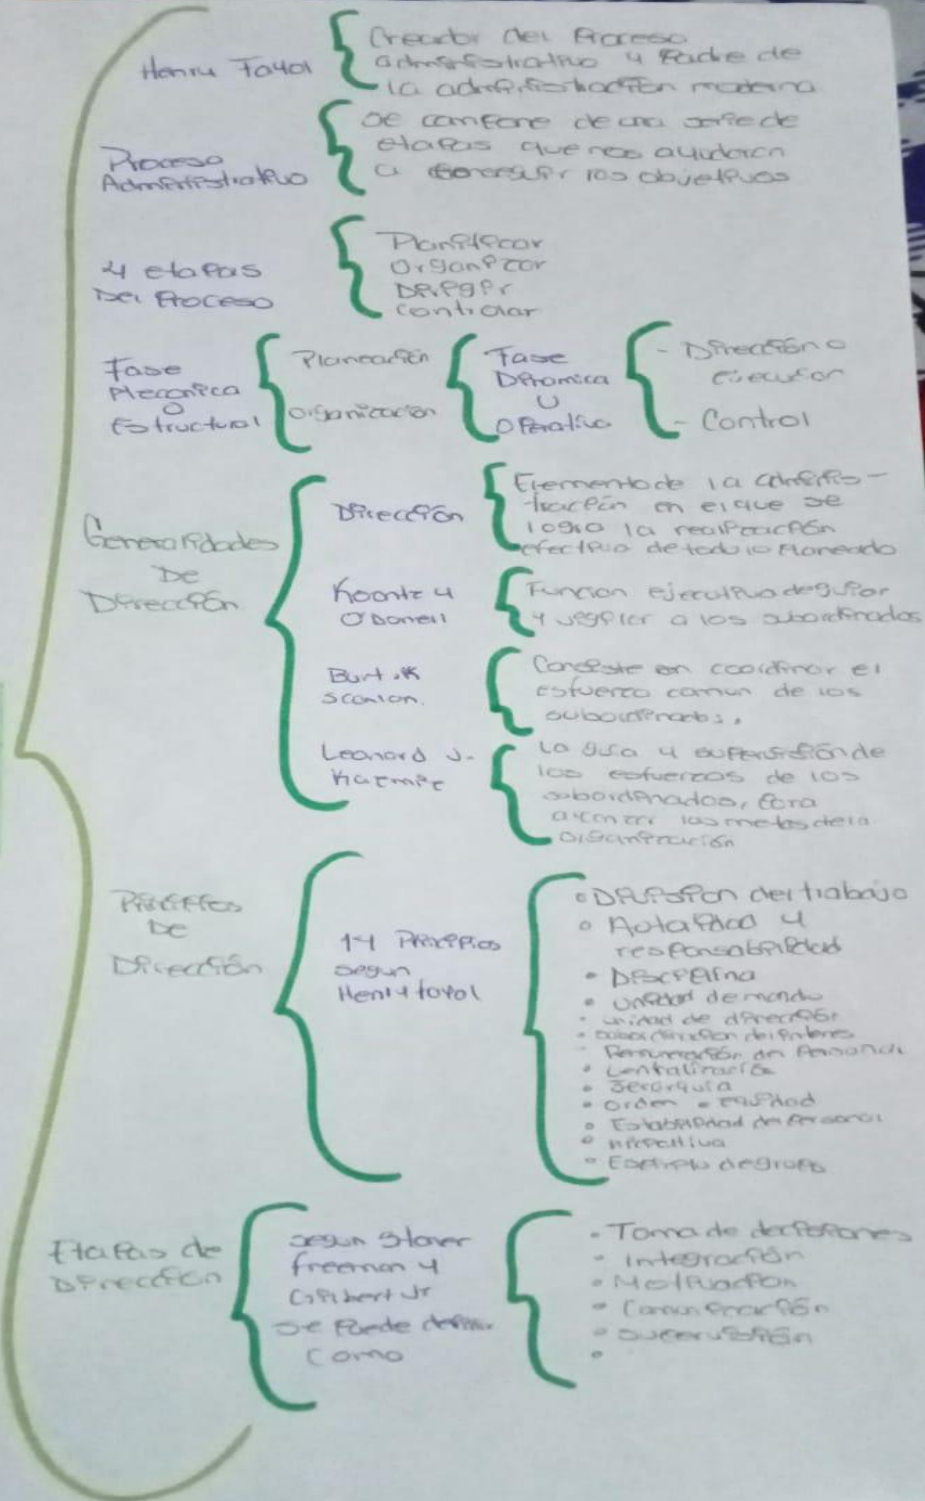 Henry Fayol
Creador del Proceso
administrativo y Padre de
la administración moderna
Proceso
Administrativo
se compone de una serie de
etapas que nos ayudaran
a conseguir los objetivos
4 etapas
Del Proceso
Planificar
Organizar
Dirigir
controlar
Fase
Mecanica
O
Estructural
Planeación
organización
Fase
Dinamica
U
Operativa
- Dirección o
ejecucion
- Control
Generalidades
De
Dirección
Dirección
Elemento de la adminis-
tración en el que se
logra la realización
efectiva de todo lo Planeado
Koontz y
O'Donell
Funcion ejecutiva de guiar
y vigilar a los subordinados
Burt .K
Scanlan.
Consiste en coordinar el
esfuerzo comun de los
subordinados.
Leonard J.
Kazmie
La guia y supervisión de
los esfuerzos de los
subordinados, para
alcanzar las metas de la
organización
Principios
De
Dirección
14 Principios
segun
Henry fayol
• Division del trabajo
• Autoridad y
responsabilidad
• Disciplina
• unidad de mando
• unidad de dirección
• subordinacion del interes
• Remuneración de Personal
• centralización
• Jerarquia
• orden • equidad
• Estabilidad de Personal
• iniciativa
• Espiritu de grupo
Etapas de
Dirección
segun Stoner
freeman y
Gilbert Jr
se Puede definir
Como
• Toma de decisiones
• integración
• Motivacion
• Comunicación
• supervisión
•